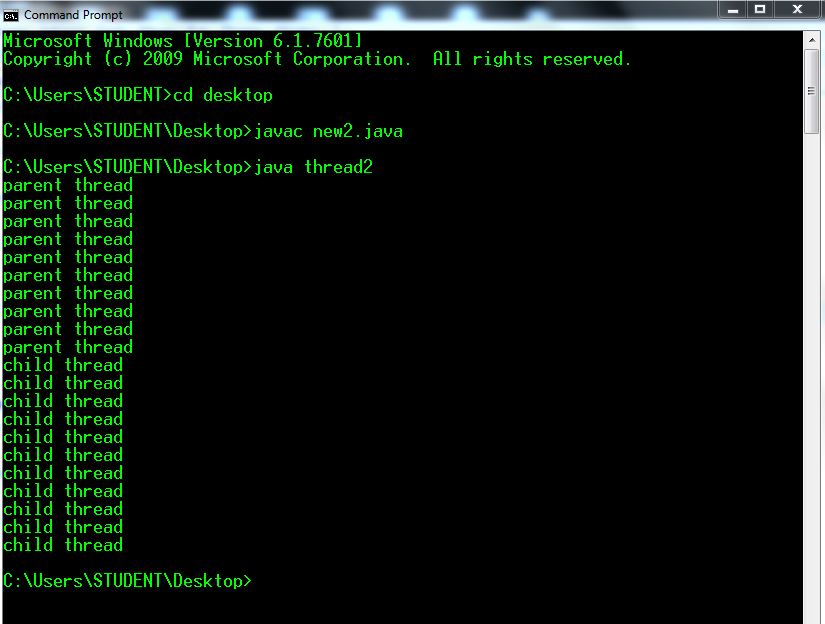 Command Prompt
Microsoft Windows [Version 6.1.7601]
Copyright (c) 2009 Microsoft Corporation.  All rights reserved.
C:\Users\STUDENT>cd desktop
C:\Users\STUDENT\Desktop>javac new2.java
C:\Users\STUDENT\Desktop>java thread2
parent thread
parent thread
parent thread
parent thread
parent thread
parent thread
parent thread
parent thread
parent thread
parent thread
child thread
child thread
child thread
child thread
child thread
child thread
child thread
child thread
child thread
child thread
child thread
C:\Users\STUDENT\Desktop>